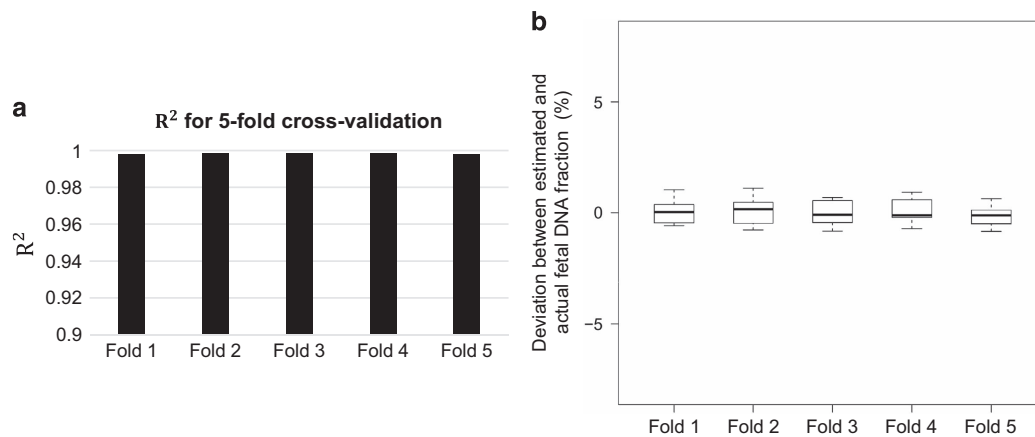 a
R² for 5-fold cross-validation
1
0.98
0.96
0.94
0.92
0.9
R²
Fold 1 Fold 2 Fold 3 Fold 4 Fold 5
b
Deviation between estimated and
actual fetal DNA fraction (%)
5
0
−5
Fold 1 Fold 2 Fold 3 Fold 4 Fold 5